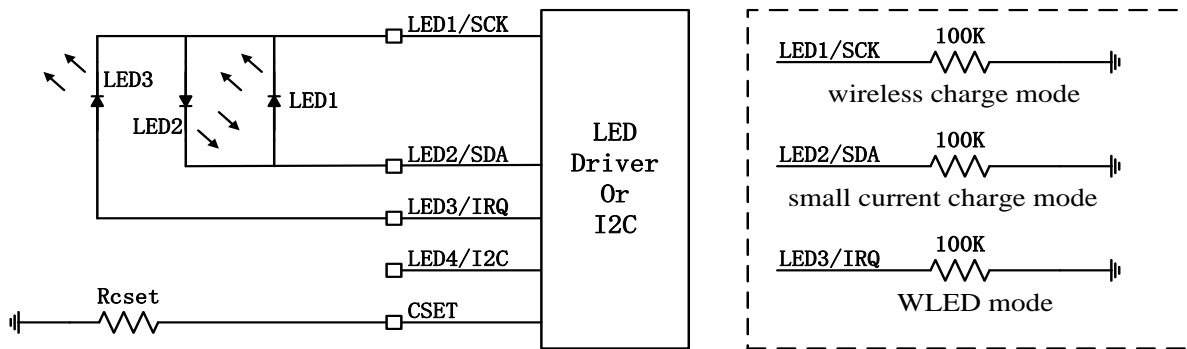 LED1/SCK
LED3
LED1
LED2
LED2/SDA
LED3/IRQ
LED4/I2C
Rcset
CSET
LED
Driver
Or
I2C
LED1/SCK 100K
wireless charge mode
LED2/SDA 100K
small current charge mode
LED3/IRQ 100K
WLED mode